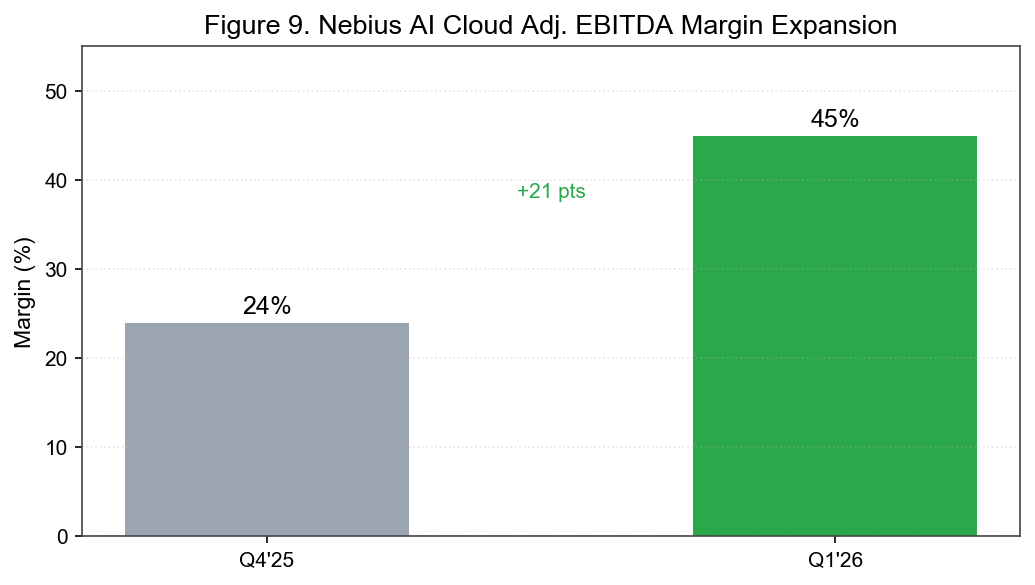 Figure 9. Nebius AI Cloud Adj. EBITDA Margin Expansion
Margin (%)
50
40
30
20
10
0
24%
+21 pts
45%
Q4'25
Q1'26